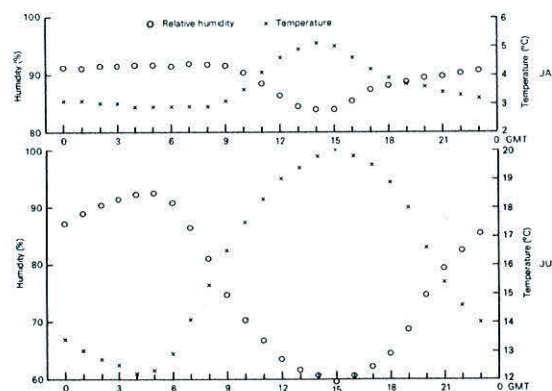 Relative humidity Temperature
100
90
80
Humidity (%)
6
5
4
3
2
Temperature (°C)
JA
0 3 6 9 12 15 18 21 0 GMT
100
90
80
70
60
Humidity (%)
20
19
18
17
16
15
14
13
12
Temperature (°C)
JU
0 3 6 9 12 15 18 21 0 GMT